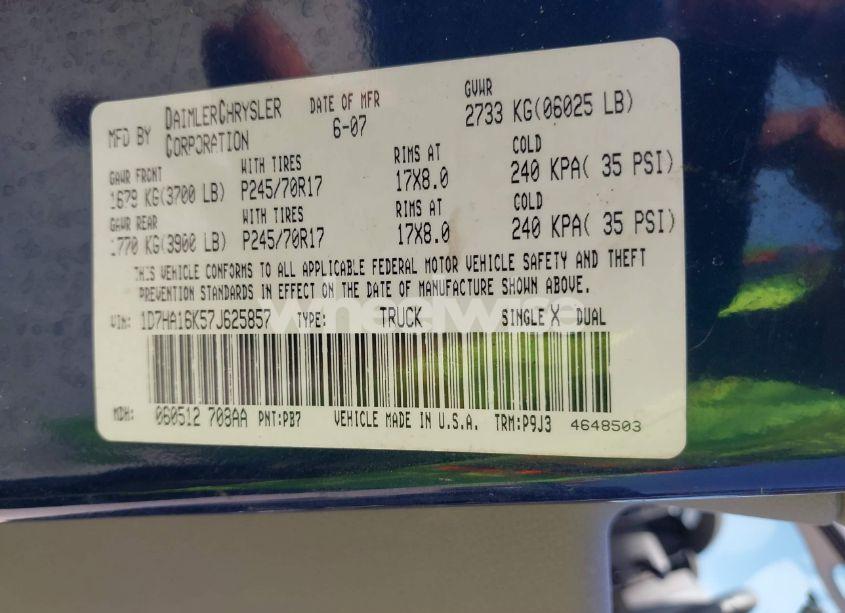 MFD BY DAIMLERCHRYSLER CORPORATION DATE OF MFR 6-07 GVWR 2733 KG(06025 LB)
GAWR FRONT WITH TIRES RIMS AT COLD
1679 KG(3700 LB) P245/70R17 17X8.0 240 KPA( 35 PSI)
GAWR REAR WITH TIRES RIMS AT COLD
1770 KG(3900 LB) P245/70R17 17X8.0 240 KPA( 35 PSI)
THIS VEHICLE CONFORMS TO ALL APPLICABLE FEDERAL MOTOR VEHICLE SAFETY AND THEFT
PREVENTION STANDARDS IN EFFECT ON THE DATE OF MANUFACTURE SHOWN ABOVE.
VIN: 1D7HA16K57J625857 TYPE: TRUCK SINGLE X DUAL
wheelwise
MDH: 060512 708AA PNT:PB7 VEHICLE MADE IN U.S.A. TRM:P9J3 4648503